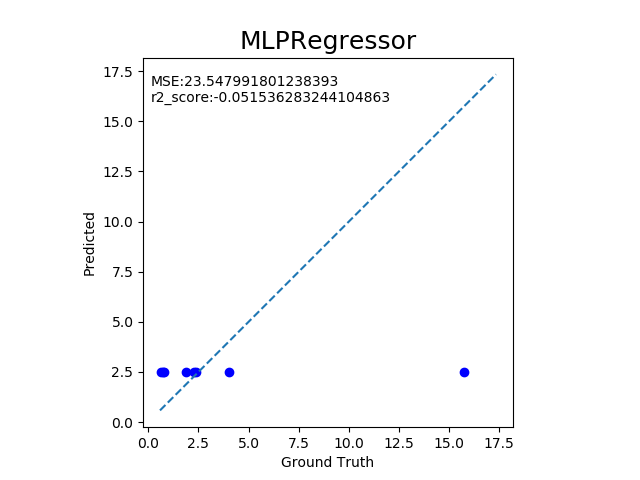 MLPRegressor
MSE:23.547991801238393
r2_score:-0.051536283244104863
17.5
15.0
12.5
10.0
7.5
5.0
2.5
0.0
Predicted
0.0 2.5 5.0 7.5 10.0 12.5 15.0 17.5
Ground Truth